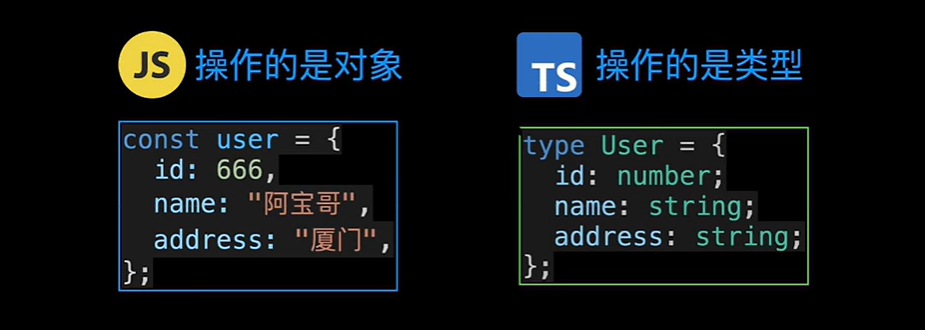 JS 操作的是对象
const user = {
  id: 666,
  name: "阿宝哥",
  address: "厦门",
};
TS 操作的是类型
type User = {
  id: number;
  name: string;
  address: string;
};